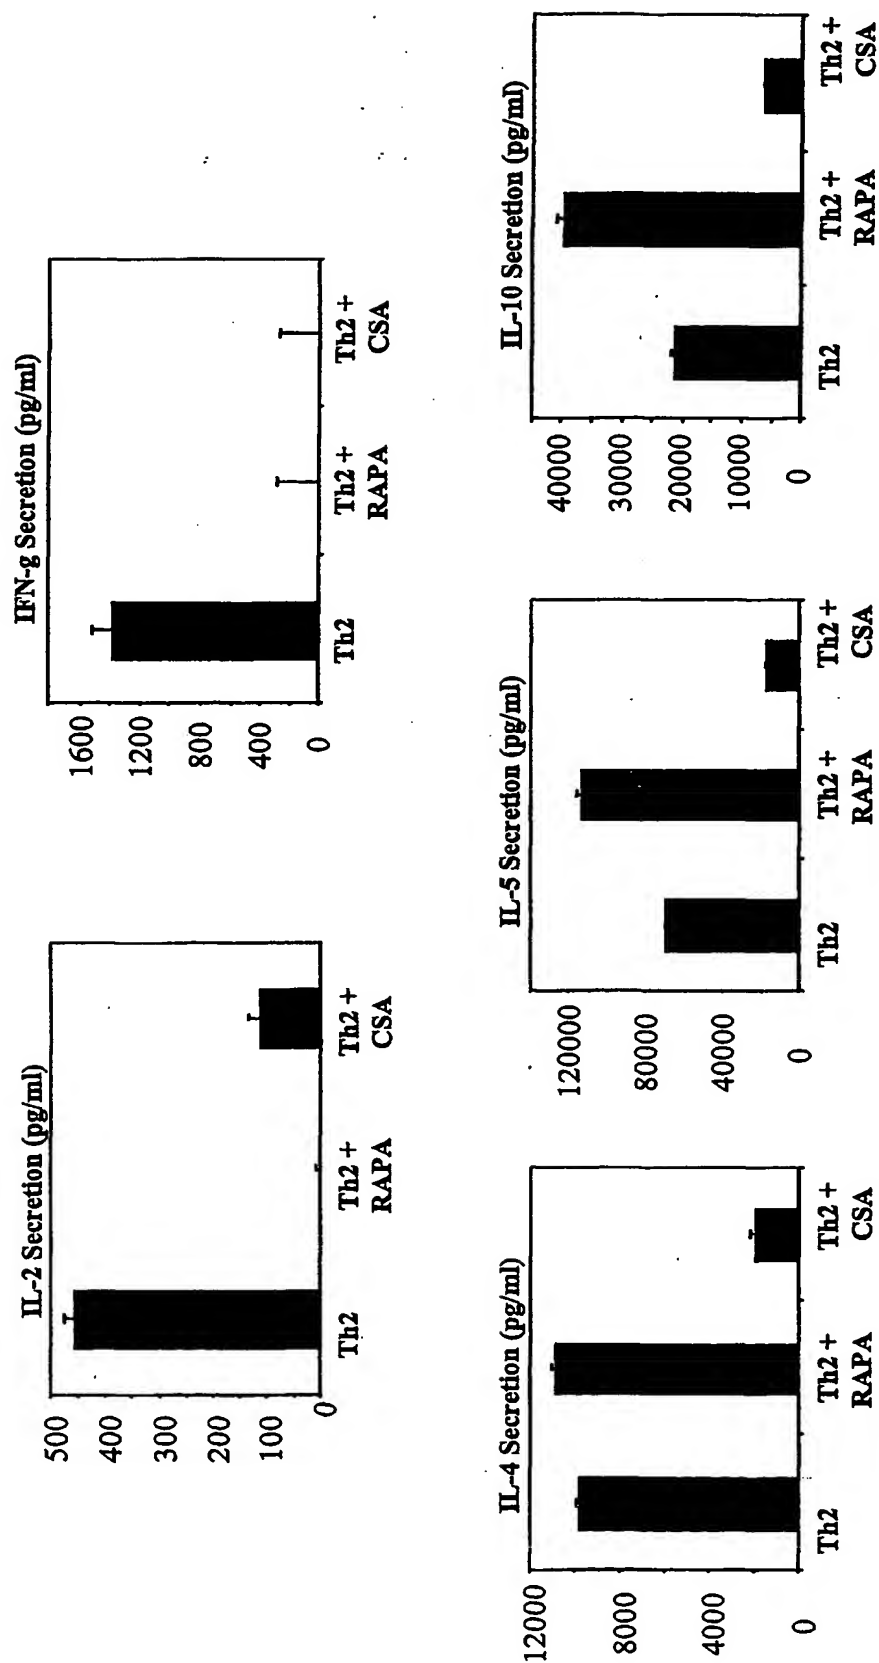 IL-2 Secretion (pg/ml)
500
400
300
200
100
0
Th2
Th2 +
RAPA
Th2 +
CSA
IFN-g Secretion (pg/ml)
1600
1200
800
400
0
Th2
Th2 +
RAPA
Th2 +
CSA
IL-4 Secretion (pg/ml)
12000
8000
4000
0
Th2
Th2 +
RAPA
Th2 +
CSA
IL-5 Secretion (pg/ml)
120000
80000
40000
0
Th2
Th2 +
RAPA
Th2 +
CSA
IL-10 Secretion (pg/ml)
40000
30000
20000
10000
0
Th2
Th2 +
RAPA
Th2 +
CSA